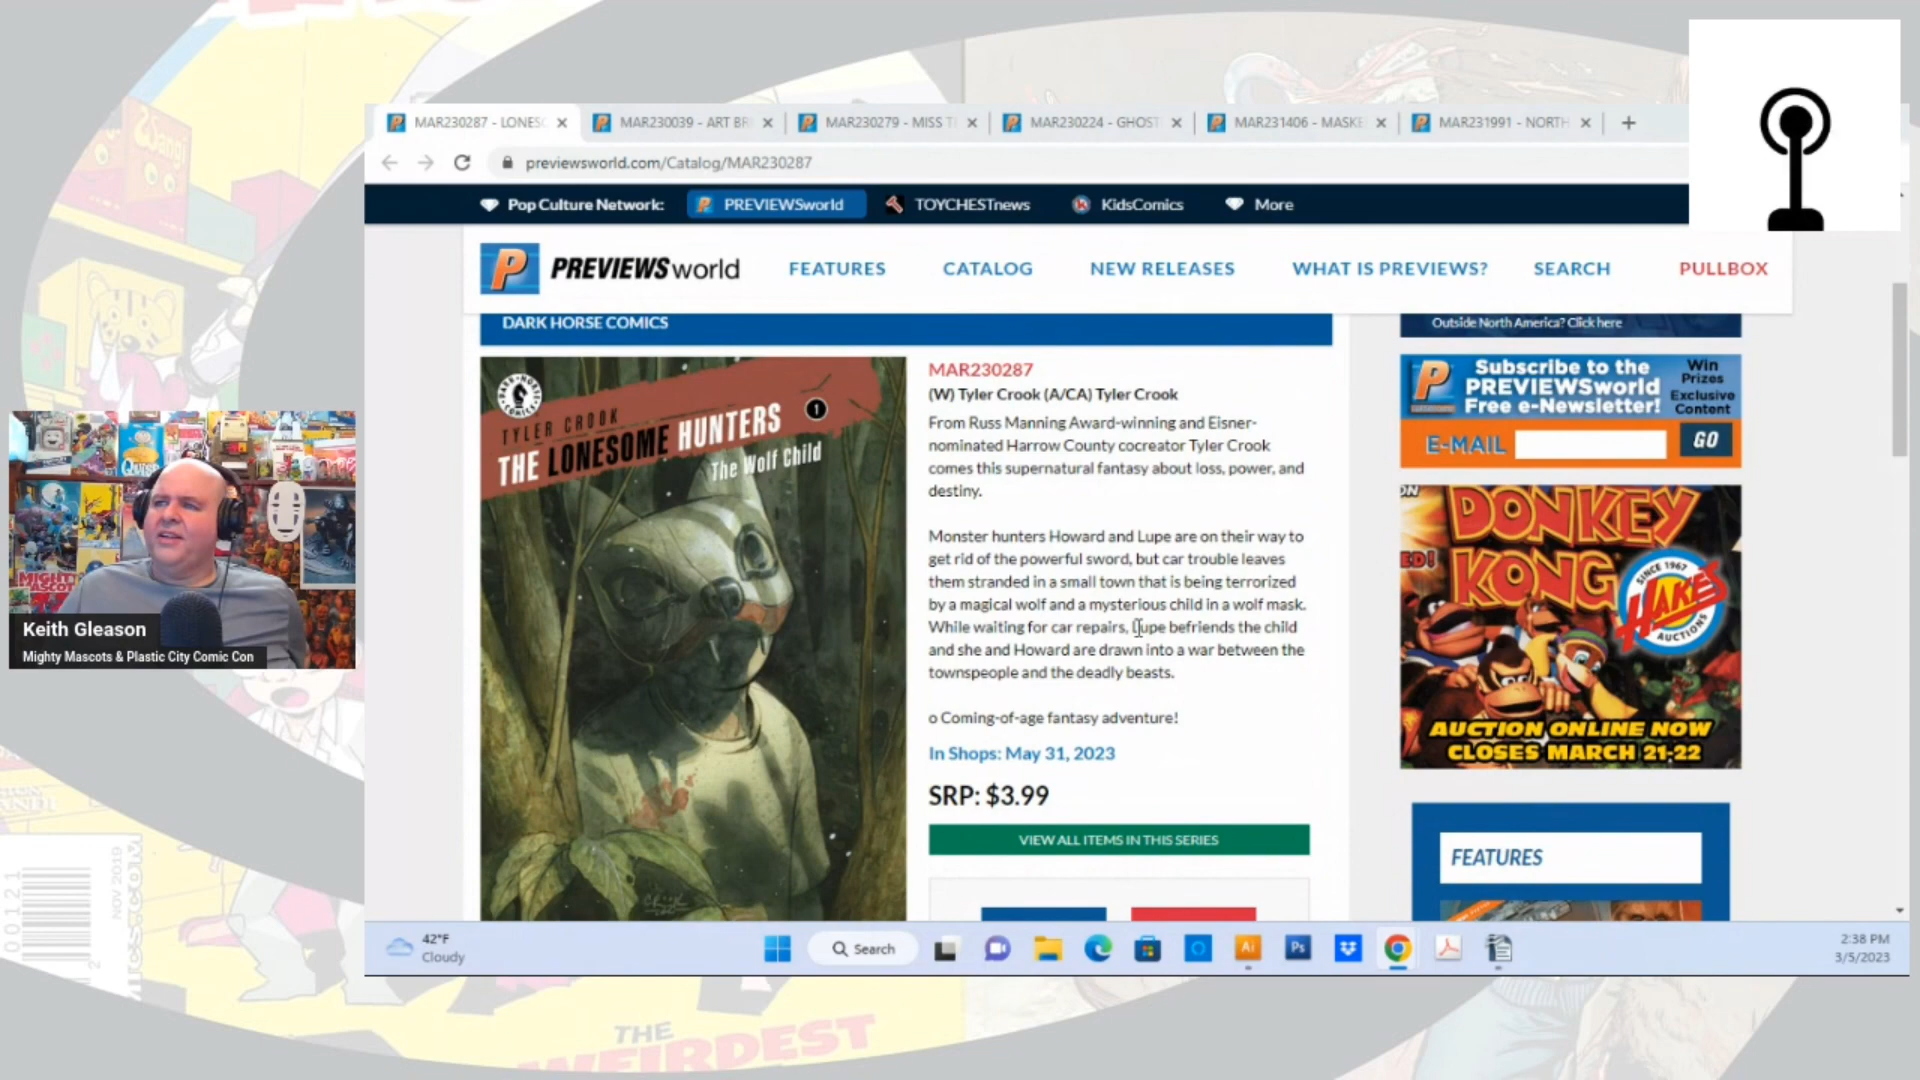 MAR230287 - LONES
MAR230039 - ART BR
MAR230279 - MISS T
MAR230224 - GHOST
MAR231406 - MASKE
MAR231991 - NORTH
previewsworld.com/Catalog/MAR230287
Pop Culture Network:
PREVIEWSworld
TOYCHESTnews
KidsComics
More
PREVIEWSworld
FEATURES
CATALOG
NEW RELEASES
WHAT IS PREVIEWS?
SEARCH
PULLBOX
DARK HORSE COMICS
TYLER CROOK
THE LONESOME HUNTERS
1
The Wolf Child
MAR230287
(W) Tyler Crook (A/CA) Tyler Crook
From Russ Manning Award-winning and Eisner-
nominated Harrow County cocreator Tyler Crook
comes this supernatural fantasy about loss, power, and
destiny.
Monster hunters Howard and Lupe are on their way to
get rid of the powerful sword, but car trouble leaves
them stranded in a small town that is being terrorized
by a magical wolf and a mysterious child in a wolf mask.
While waiting for car repairs, Lupe befriends the child
and she and Howard are drawn into a war between the
townspeople and the deadly beasts.
o Coming-of-age fantasy adventure!
In Shops: May 31, 2023
SRP: $3.99
VIEW ALL ITEMS IN THIS SERIES
Outside North America? Click here
Subscribe to the
PREVIEWSworld
Free e-Newsletter!
Win
Prizes
Exclusive
Content
E-MAIL
GO
DONKEY
KONG
SINCE 1967
HAKE'S
AUCTIONS
AUCTION ONLINE NOW
CLOSES MARCH 21-22
FEATURES
MIGHTY
MASCOTS
Keith Gleason
Mighty Mascots & Plastic City Comic Con
42°F
Cloudy
Search
2:38 PM
3/5/2023
00121
NOV 2019
THE
WEIRDEST